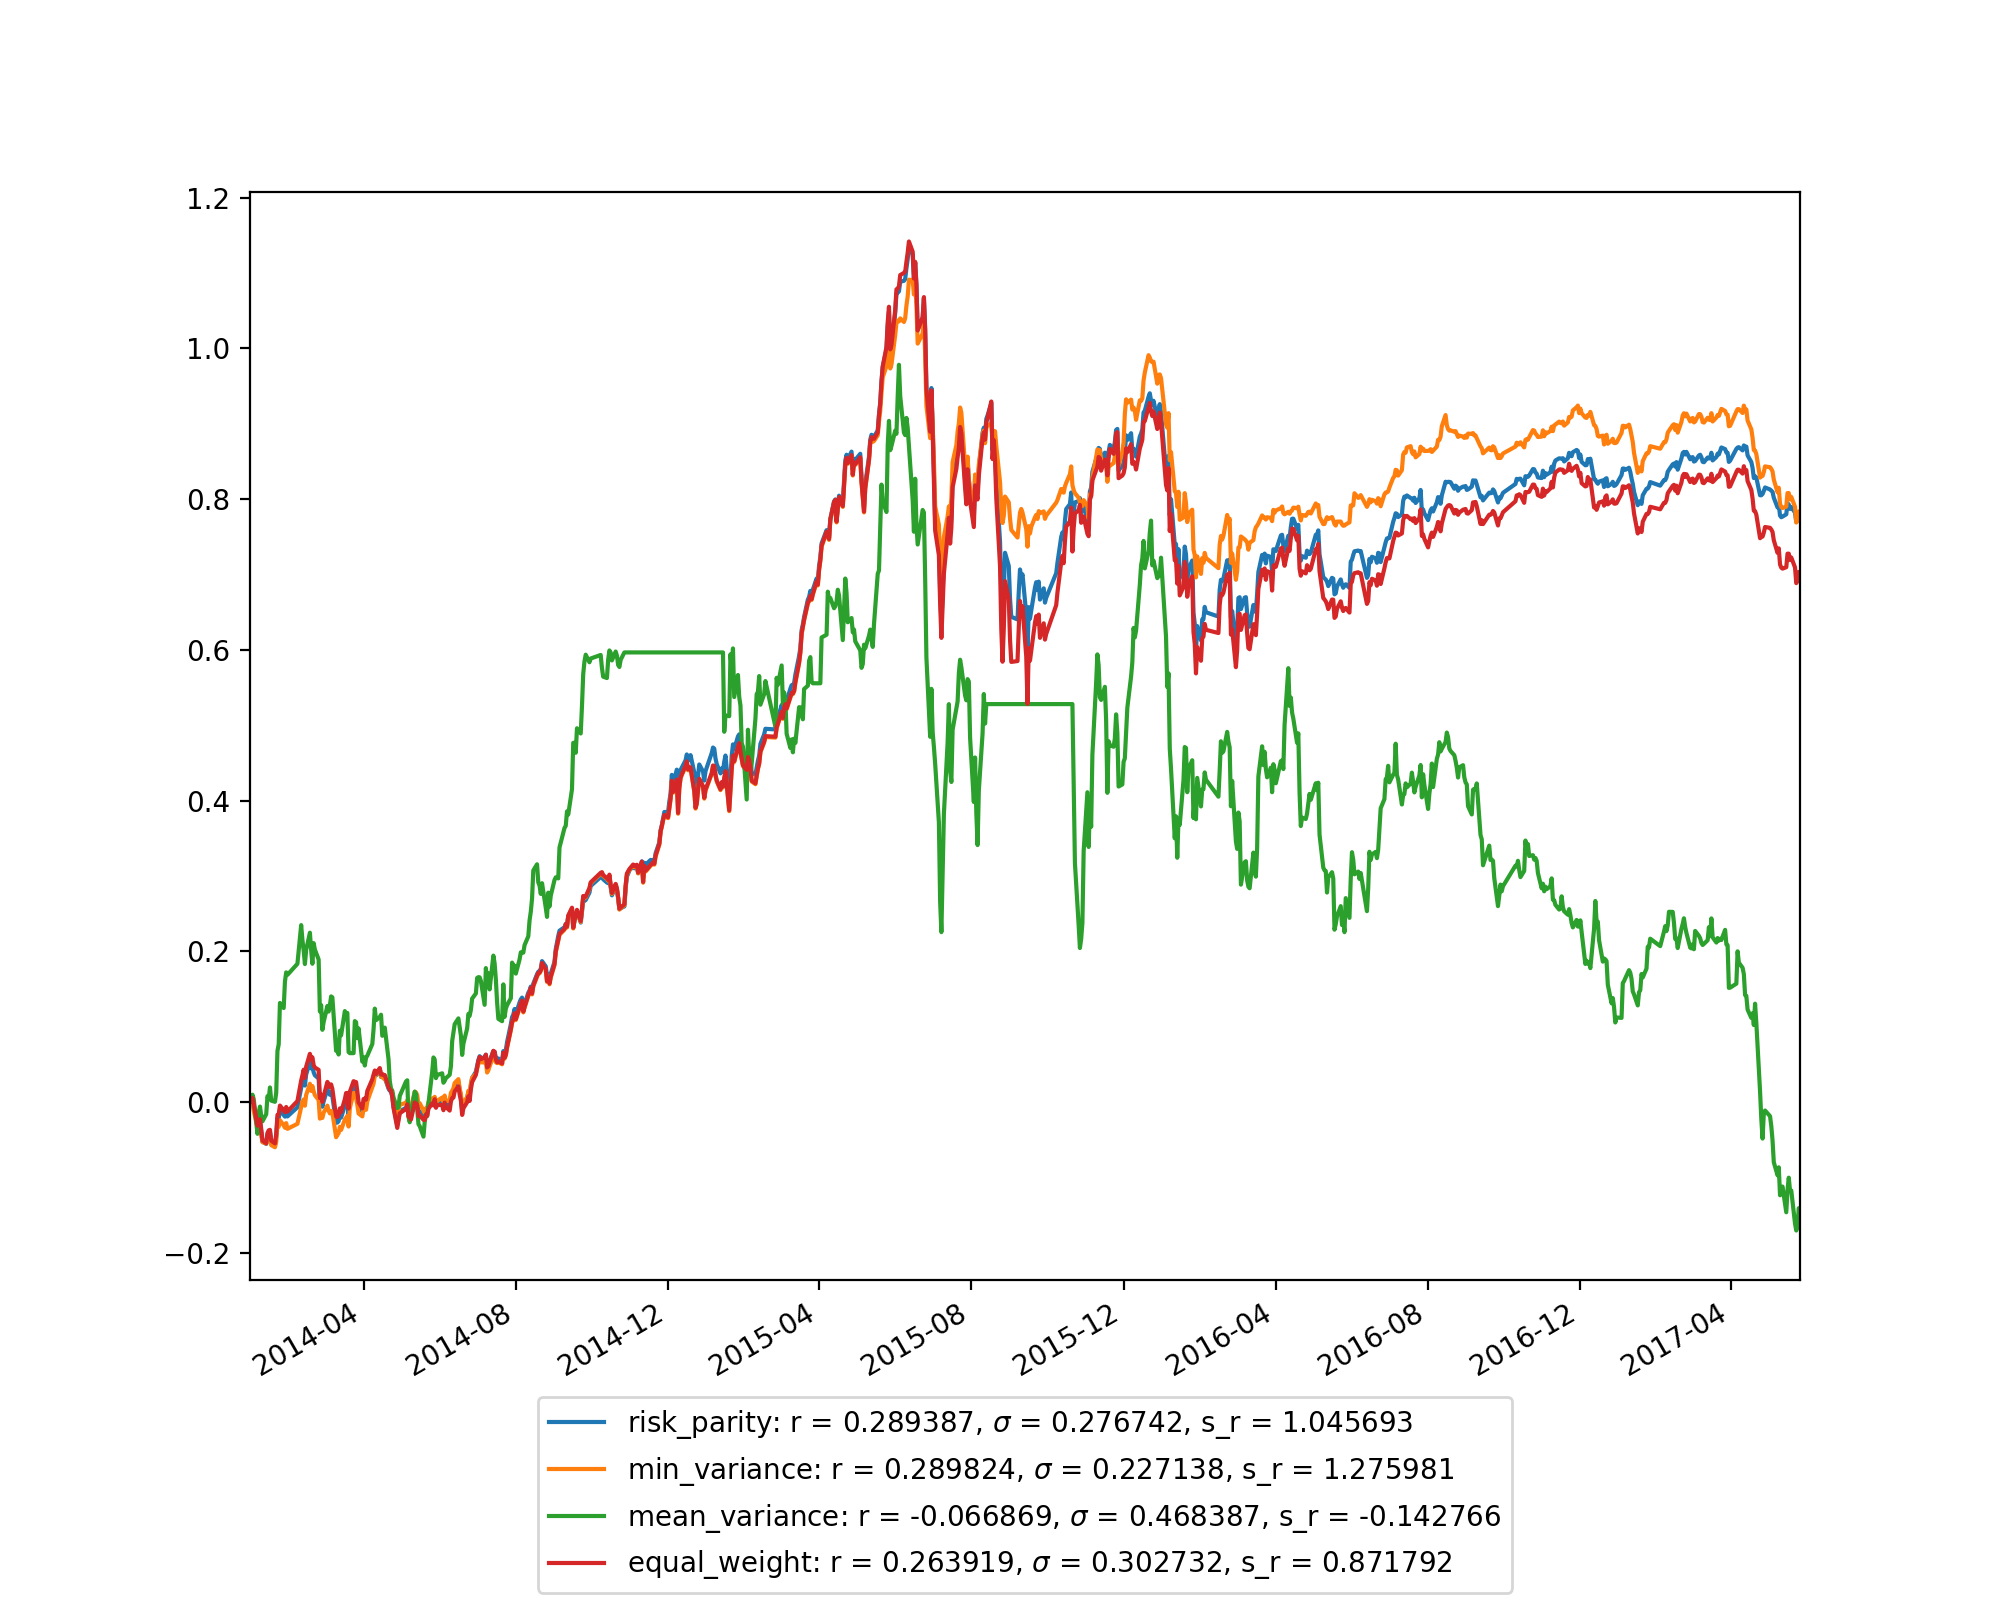 1.2
1.0
0.8
0.6
0.4
0.2
0.0
−0.2
2014-04 2014-08 2014-12 2015-04 2015-08 2015-12 2016-04 2016-08 2016-12 2017-04
risk_parity: r = 0.289387, σ = 0.276742, s_r = 1.045693
min_variance: r = 0.289824, σ = 0.227138, s_r = 1.275981
mean_variance: r = -0.066869, σ = 0.468387, s_r = -0.142766
equal_weight: r = 0.263919, σ = 0.302732, s_r = 0.871792